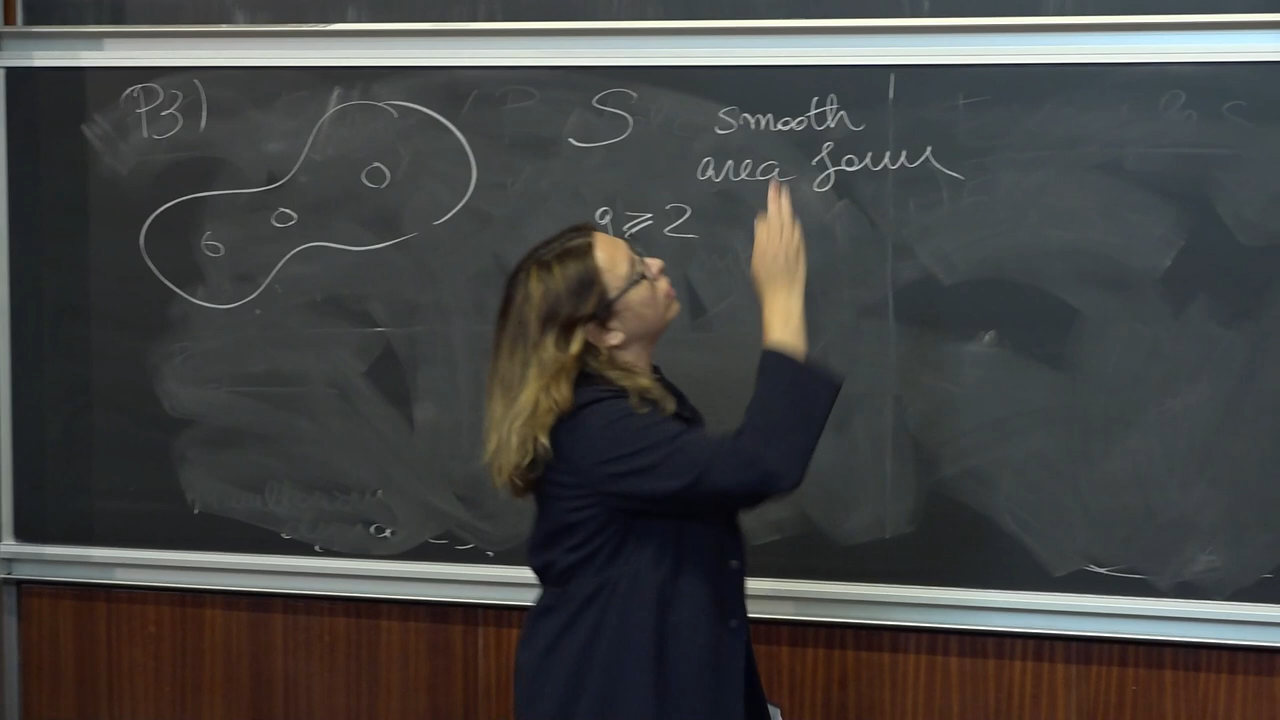 P3)
S
smooth
area form
g ⩾ 2